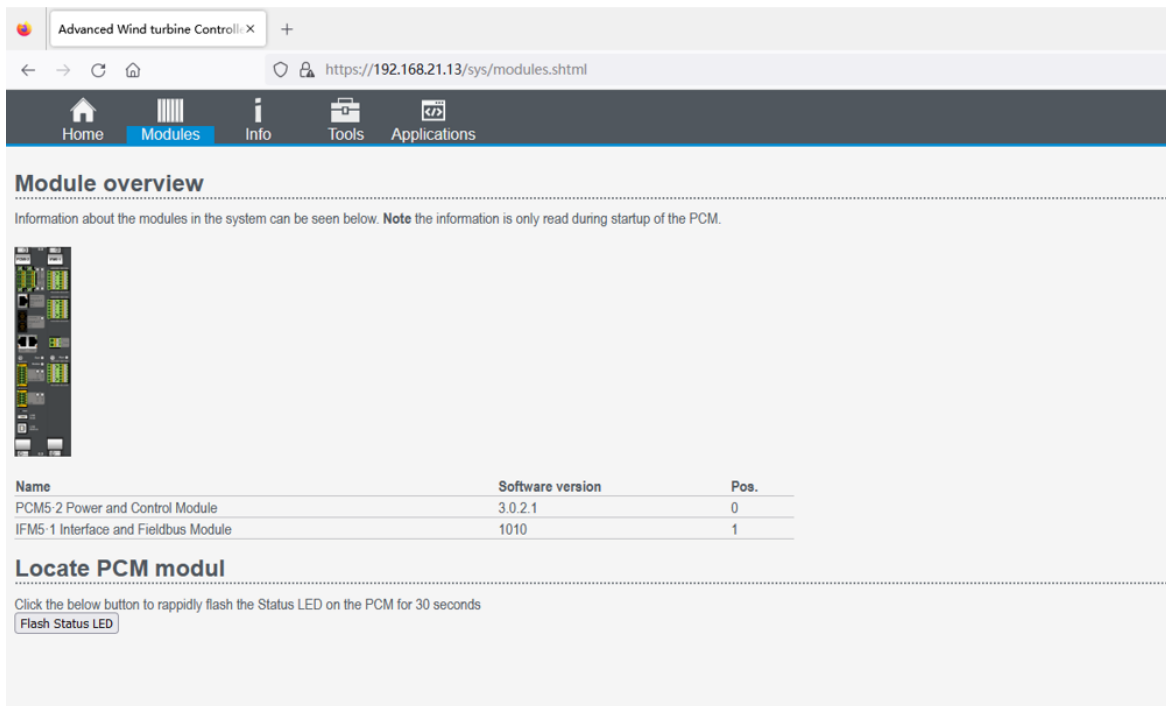 Advanced Wind turbine Controlle
https://192.168.21.13/sys/modules.shtml
Home Modules Info Tools Applications
Module overview
Information about the modules in the system can be seen below. Note the information is only read during startup of the PCM.
Name Software version Pos.
PCM5·2 Power and Control Module 3.0.2.1 0
IFM5·1 Interface and Fieldbus Module 1010 1
Locate PCM modul
Click the below button to rappidly flash the Status LED on the PCM for 30 seconds
Flash Status LED